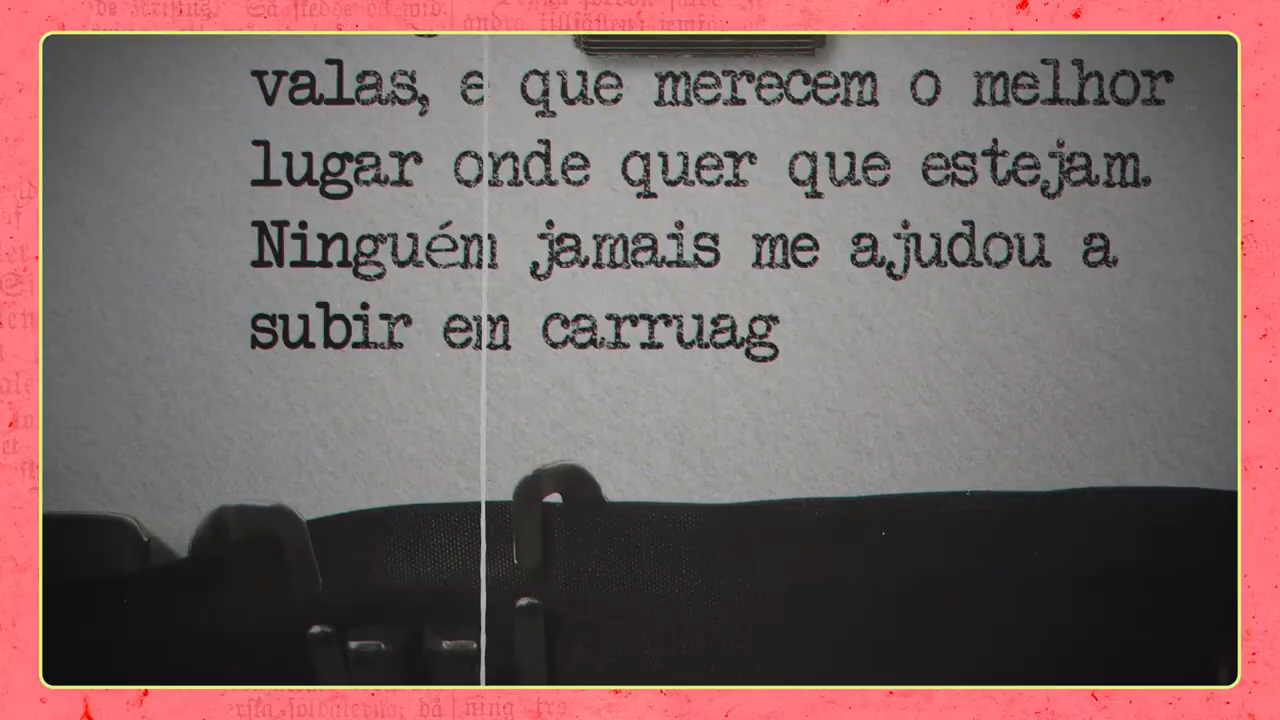 valas, e que merecem o melhor
lugar onde quer que estejam.
Ninguém jamais me ajudou a
subir em carruag